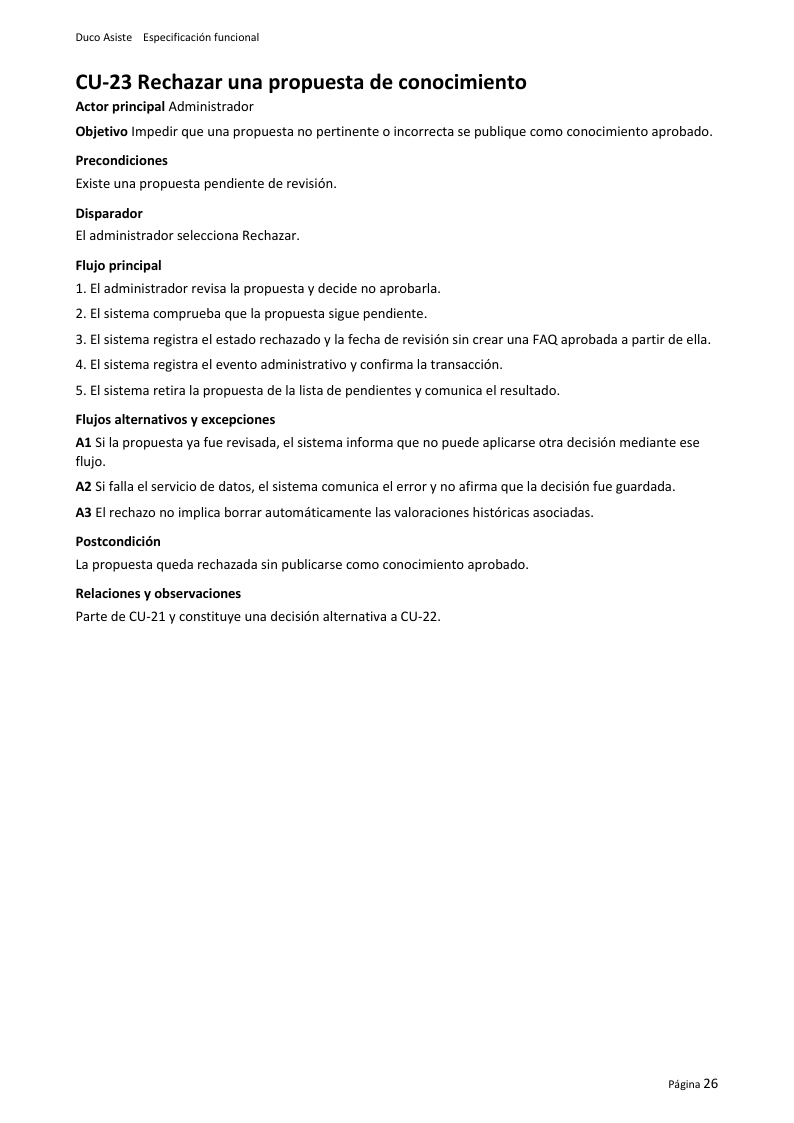 Duco Asiste Especificación funcional
CU-23 Rechazar una propuesta de conocimiento
Actor principal Administrador
Objetivo Impedir que una propuesta no pertinente o incorrecta se publique como conocimiento aprobado.
Precondiciones
Existe una propuesta pendiente de revisión.
Disparador
El administrador selecciona Rechazar.
Flujo principal
1. El administrador revisa la propuesta y decide no aprobarla.
2. El sistema comprueba que la propuesta sigue pendiente.
3. El sistema registra el estado rechazado y la fecha de revisión sin crear una FAQ aprobada a partir de ella.
4. El sistema registra el evento administrativo y confirma la transacción.
5. El sistema retira la propuesta de la lista de pendientes y comunica el resultado.
Flujos alternativos y excepciones
A1 Si la propuesta ya fue revisada, el sistema informa que no puede aplicarse otra decisión mediante ese
flujo.
A2 Si falla el servicio de datos, el sistema comunica el error y no afirma que la decisión fue guardada.
A3 El rechazo no implica borrar automáticamente las valoraciones históricas asociadas.
Postcondición
La propuesta queda rechazada sin publicarse como conocimiento aprobado.
Relaciones y observaciones
Parte de CU-21 y constituye una decisión alternativa a CU-22.
Página 26